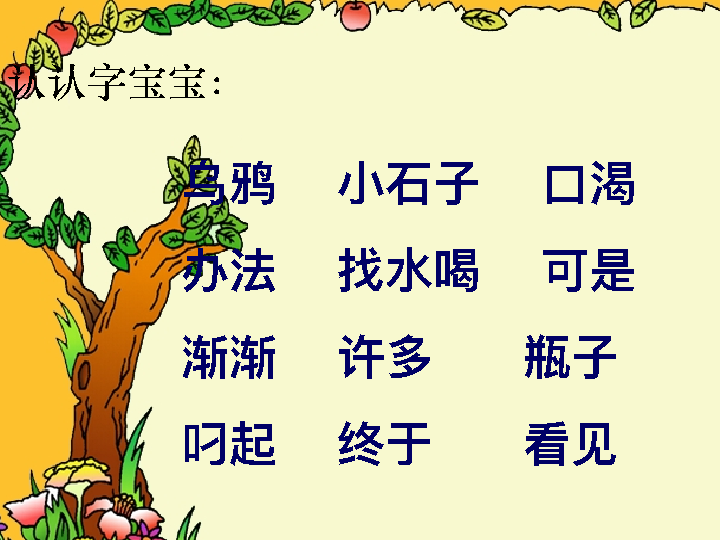 认认字宝宝：
乌鸦 小石子 口渴
办法 找水喝 可是
渐渐 许多 瓶子
叼起 终于 看见